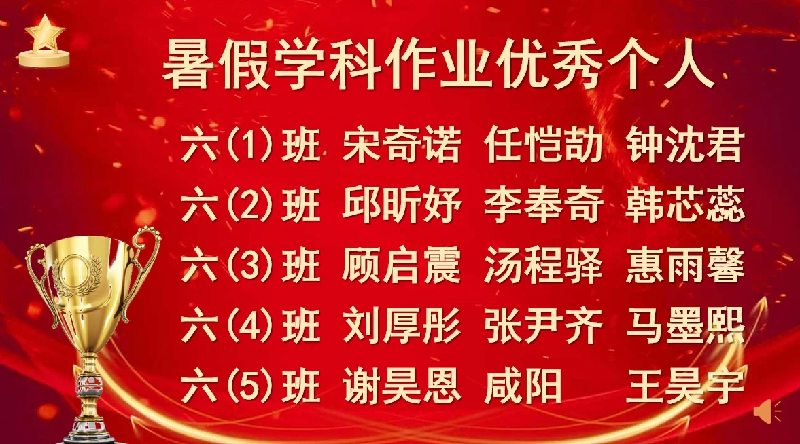 暑假学科作业优秀个人
六(1)班 宋奇诺 任恺劼 钟沈君
六(2)班 邱昕妤 李奉奇 韩芯蕊
六(3)班 顾启震 汤程驿 惠雨馨
六(4)班 刘厚彤 张尹齐 马墨熙
六(5)班 谢昊恩 咸阳 王昊宇